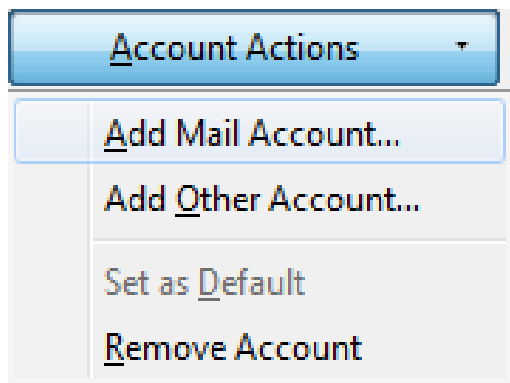 Account Actions
Add Mail Account...
Add Other Account...
Set as Default
Remove Account